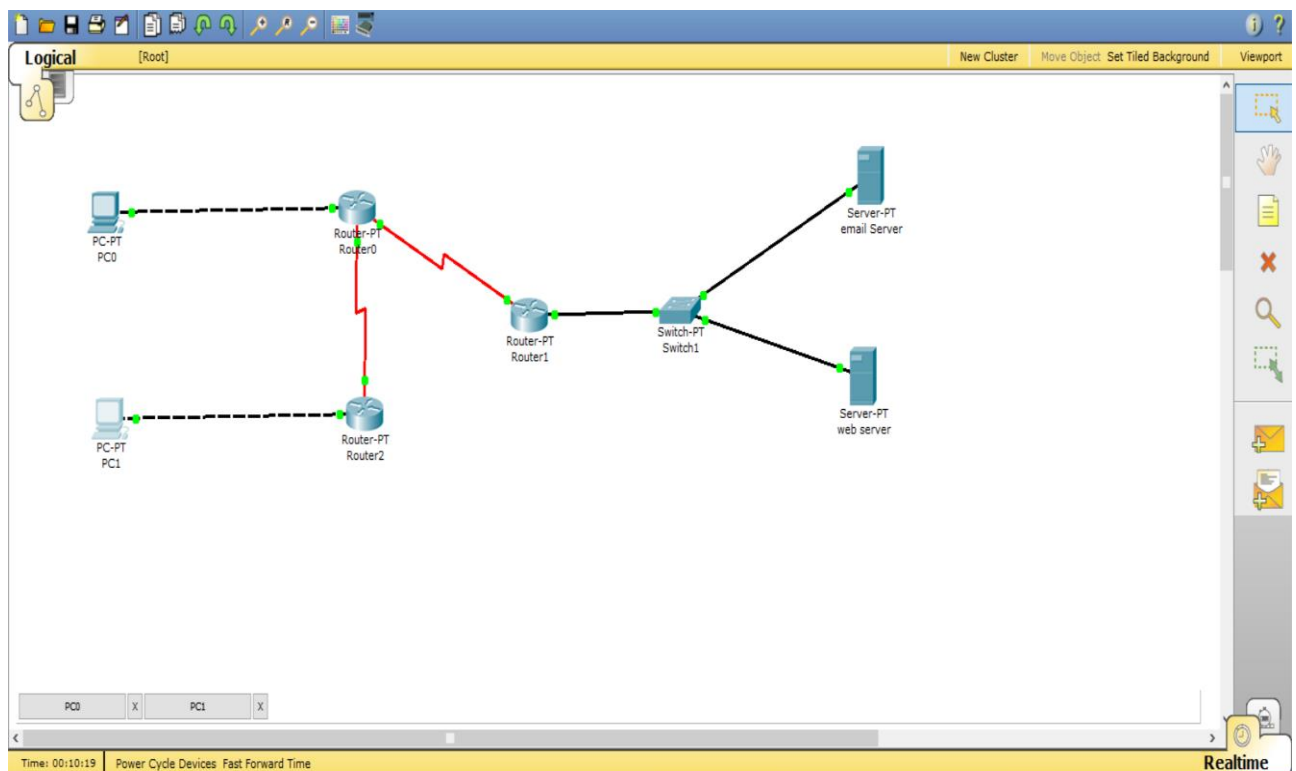 i ?
Logical [Root] New Cluster Move Object Set Tiled Background Viewport
Server-PT
email Server
PC-PT
PC0
Router-PT
Router0
Router-PT
Router1
Switch-PT
Switch1
Server-PT
web server
PC-PT
PC1
Router-PT
Router2
PC0 X PC1 X
Time: 00:10:19 Power Cycle Devices Fast Forward Time Realtime